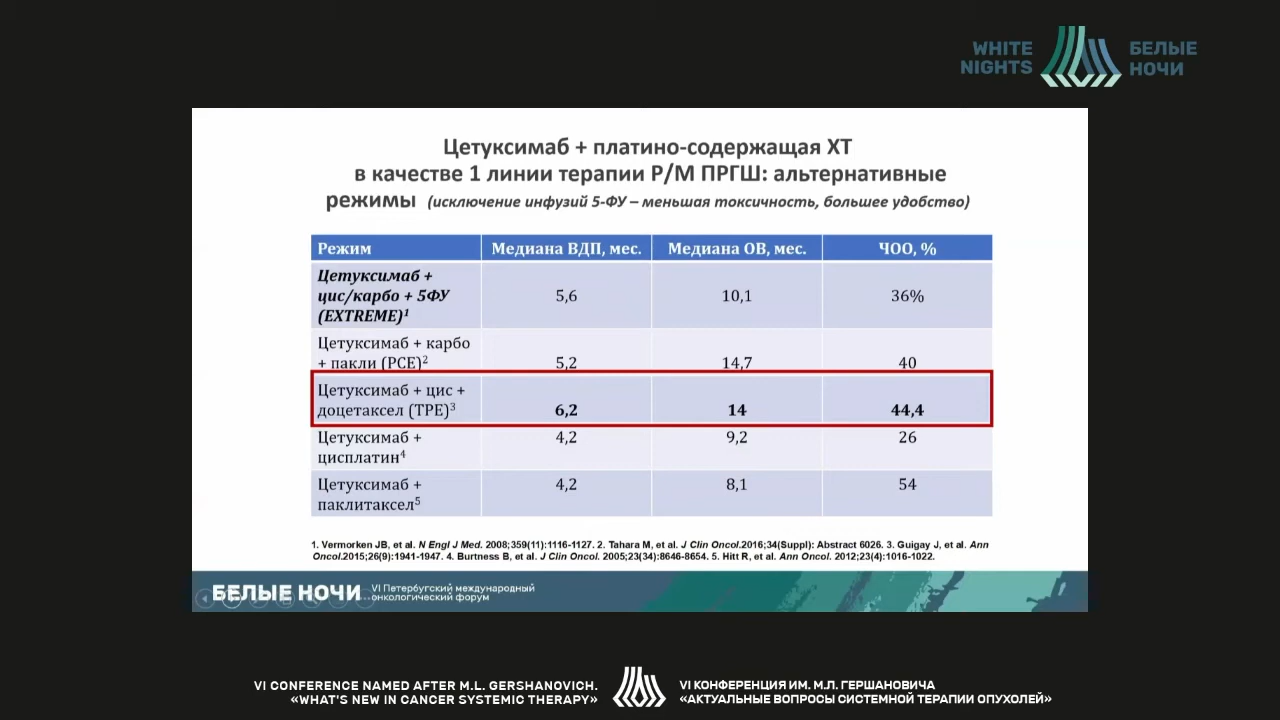 WHITE
NIGHTS
БЕЛЫЕ
НОЧИ
Цетуксимаб + платино-содержащая ХТ
в качестве 1 линии терапии Р/М ПРГШ: альтернативные
режимы (исключение инфузий 5-ФУ – меньшая токсичность, большее удобство)
Режим Медиана ВДП, мес. Медиана ОВ, мес. ЧОО, %
Цетуксимаб +
цис/карбо + 5ФУ 5,6 10,1 36%
(EXTREME)1
Цетуксимаб + карбо
+ пакли (PCE)2 5,2 14,7 40
Цетуксимаб + цис +
доцетаксел (TPE)3 6,2 14 44,4
Цетуксимаб + 4,2 9,2 26
цисплатин4
Цетуксимаб + 4,2 8,1 54
паклитаксел5
1. Vermorken JB, et al. N Engl J Med. 2008;359(11):1116-1127. 2. Tahara M, et al. J Clin Oncol.2016;34(Suppl): Abstract 6026. 3. Guigay J, et al. Ann
Oncol.2015;26(9):1941-1947. 4. Burtness B, et al. J Clin Oncol. 2005;23(34):8646-8654. 5. Hitt R, et al. Ann Oncol. 2012;23(4):1016-1022.
БЕЛЫЕ НОЧИ
VI Петербугский международный
онкологический форум
VI CONFERENCE NAMED AFTER M.L. GERSHANOVICH.
«WHAT'S NEW IN CANCER SYSTEMIC THERAPY»
VI КОНФЕРЕНЦИЯ ИМ. М.Л. ГЕРШАНОВИЧА
«АКТУАЛЬНЫЕ ВОПРОСЫ СИСТЕМНОЙ ТЕРАПИИ ОПУХОЛЕЙ»